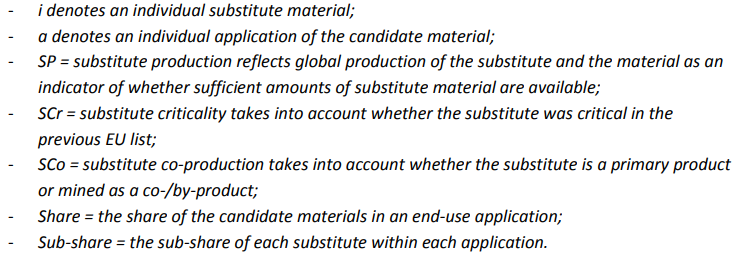 - i denotes an individual substitute material;
- a denotes an individual application of the candidate material;
- SP = substitute production reflects global production of the substitute and the material as an
indicator of whether sufficient amounts of substitute material are available;
- SCr = substitute criticality takes into account whether the substitute was critical in the
previous EU list;
- SCo = substitute co-production takes into account whether the substitute is a primary product
or mined as a co-/by-product;
- Share = the share of the candidate materials in an end-use application;
- Sub-share = the sub-share of each substitute within each application.